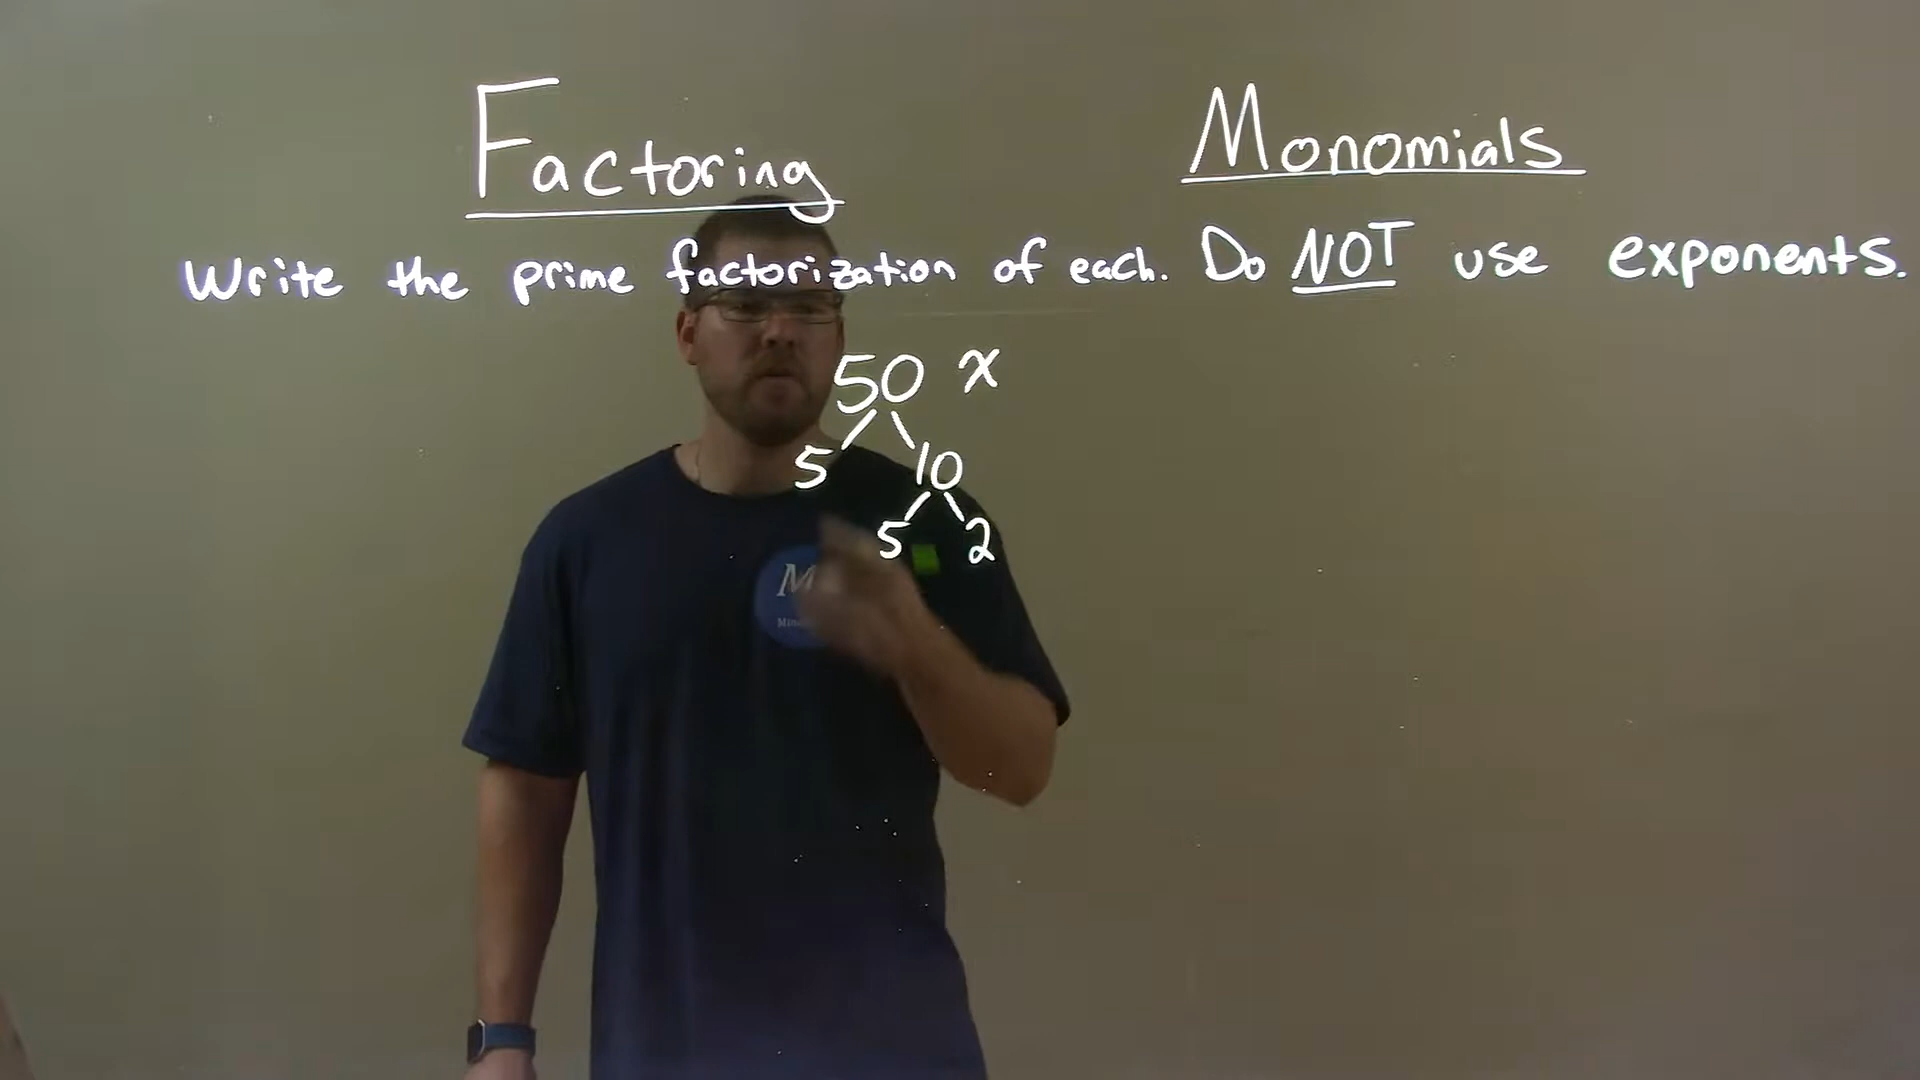 Factoring Monomials
Write the prime factorization of each. Do NOT use exponents.
50 x
5 10
5 2
M